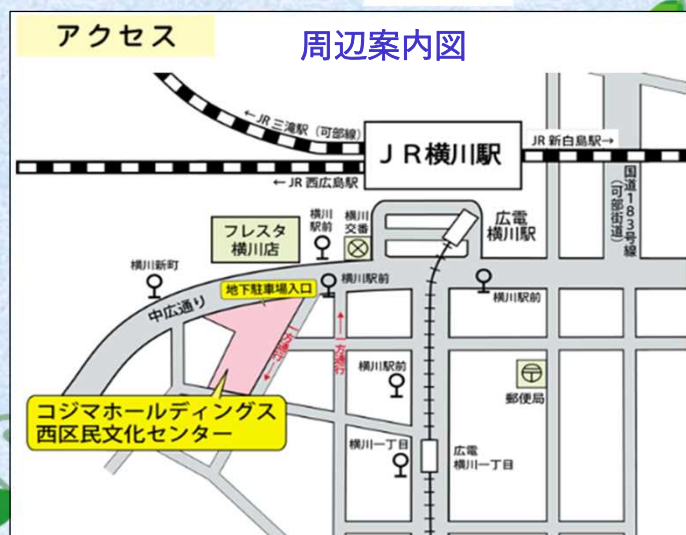 アクセス
周辺案内図
←JR三滝駅(可部線)
JR横川駅
JR新白島駅→
←JR西広島駅
国道183号線
(可部街道)
フレスタ
横川店
横川
駅前
横川
交番
広電
横川駅
横川新町
地下駐車場入口
横川駅前
横川駅前
中広通り
一方通行→
←一方通行
横川駅前
郵便局
コジマホールディングス
西区民文化センター
横川一丁目
広電
横川一丁目